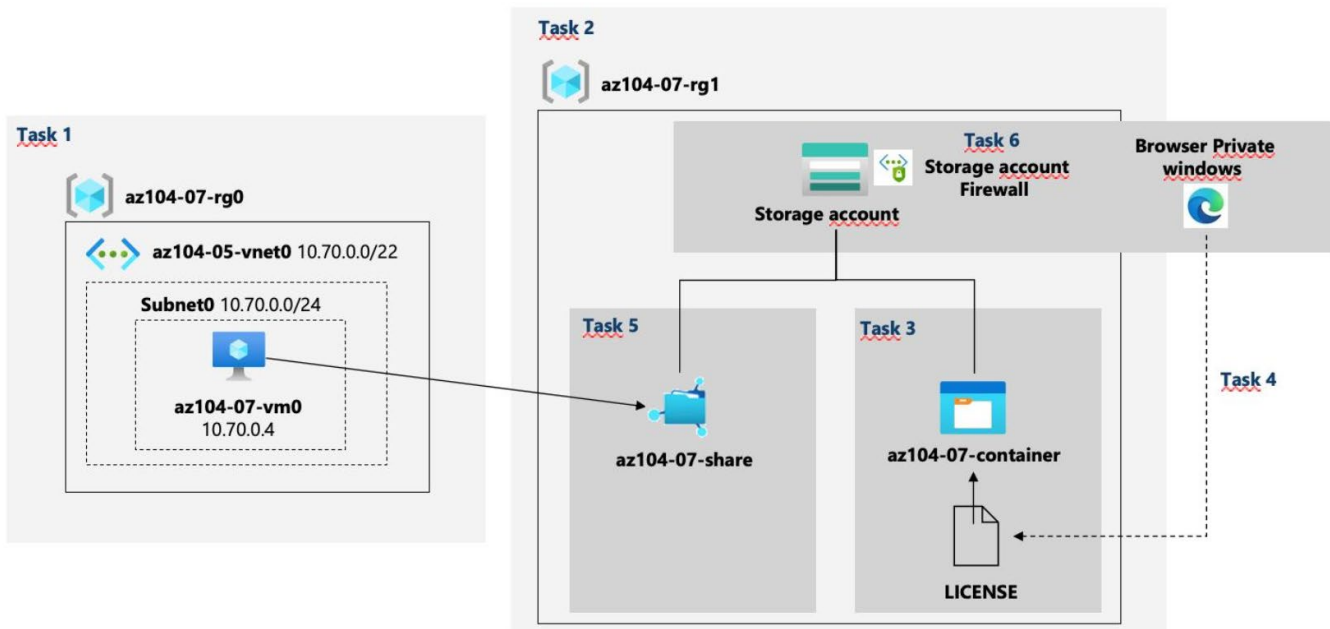 Task 1
az104-07-rg0
az104-05-vnet0 10.70.0.0/22
Subnet0 10.70.0.0/24
az104-07-vm0
10.70.0.4
Task 2
az104-07-rg1
Task 6
Storage account
Firewall
Storage account
Browser Private
windows
Task 5
az104-07-share
Task 3
az104-07-container
LICENSE
Task 4